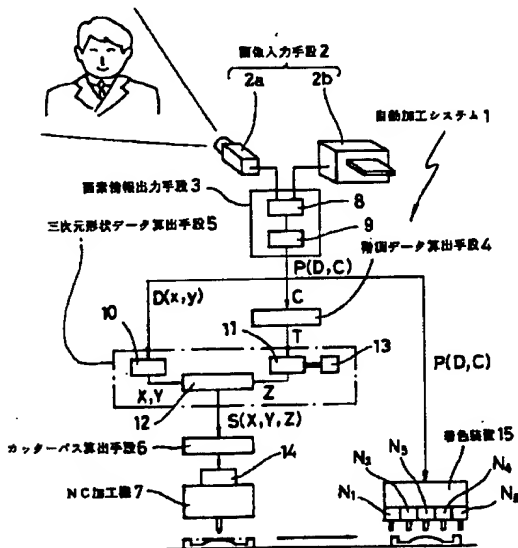 画像入力手段2
2a 2b
自動加工システム1
画素情報出力手段3
8
三次元形状データ算出手段5
9
階調データ算出手段4
P(D,C)
D(x,y)
C
10
11
T
13
P(D,C)
X,Y
Z
12
S(X,Y,Z)
カッターパス算出手段6
14
着色装置15
NC加工機7
N₁ N₂ N₃ N₄